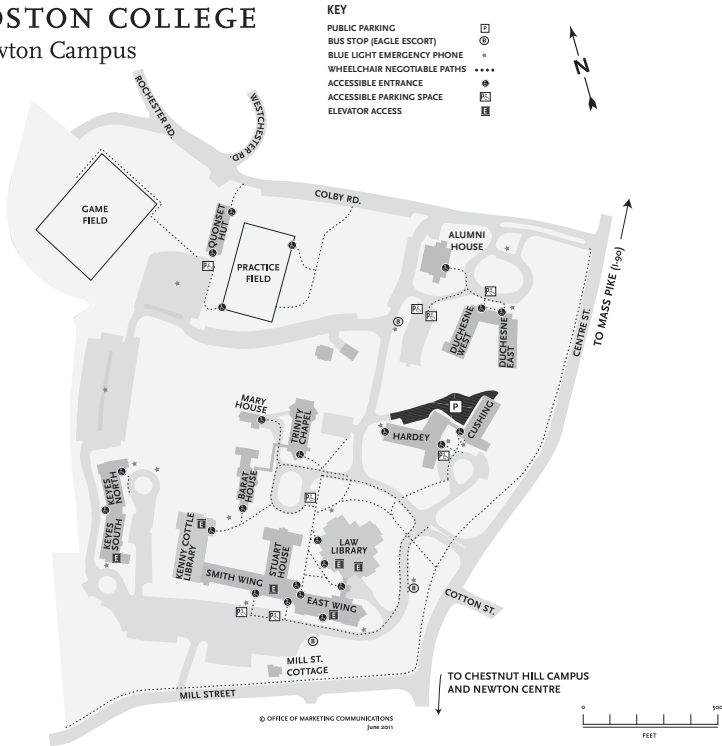 OSTON COLLEGE
wton Campus
KEY
PUBLIC PARKING P
BUS STOP (EAGLE ESCORT) B
BLUE LIGHT EMERGENCY PHONE
WHEELCHAIR NEGOTIABLE PATHS
ACCESSIBLE ENTRANCE
ACCESSIBLE PARKING SPACE P
ELEVATOR ACCESS E
N
ROCHESTER RD.
WESTCHESTER RD.
COLBY RD.
GAME
FIELD
QUONSET
HUT
P
PRACTICE
FIELD
ALUMNI
HOUSE
P
P
P
B
DUCHESNE
WEST
DUCHESNE
EAST
CENTRE ST.
TO MASS PIKE (I-90)
MARY
HOUSE
TRINITY
CHAPEL
P
HARDEY
CUSHING
P
KEYES
NORTH
KEYES
SOUTH
E
BARAT
HOUSE
P
KENNY COTTLE
LIBRARY
E
STUART
HOUSE
LAW
LIBRARY
E
E
SMITH WING
E
EAST WING
E
P
P
B
B
COTTON ST.
MILL ST.
COTTAGE
MILL STREET
TO CHESTNUT HILL CAMPUS
AND NEWTON CENTRE
© OFFICE OF MARKETING COMMUNICATIONS
June 2011
0 500
FEET